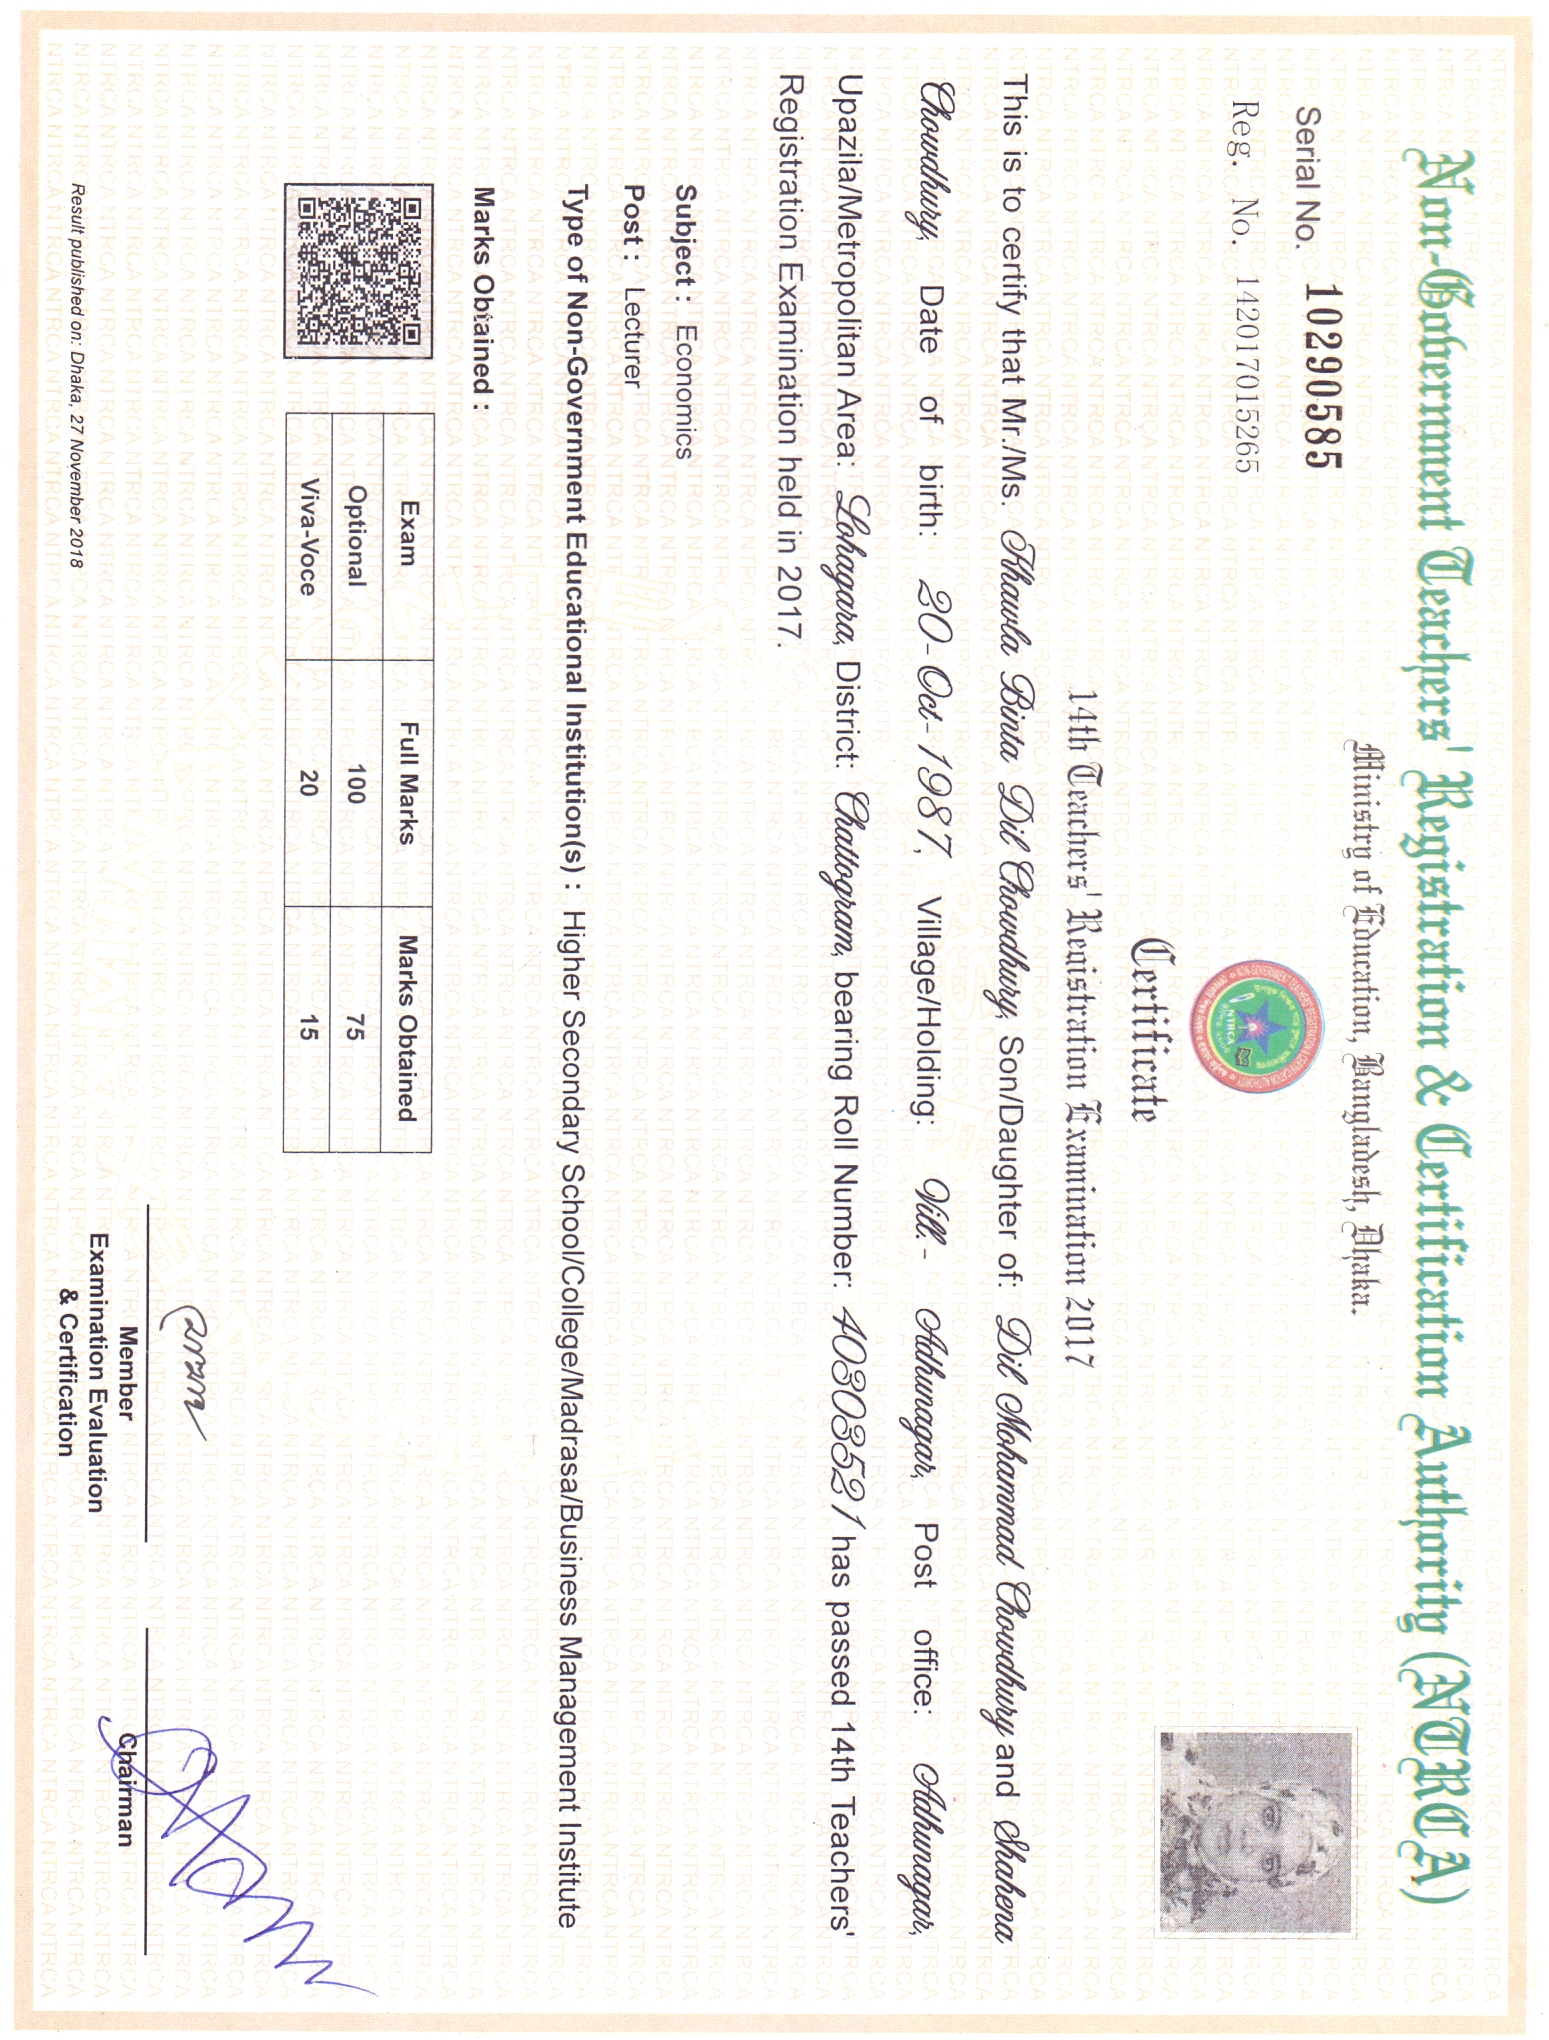 Non-Government Teachers' Registration & Certification Authority (NTRCA)
Ministry of Education, Bangladesh, Dhaka.
Serial No. 10290585
Reg. No. 14201701526​5
NTRCA
Certificate
14th Teachers' Registration Examination 2017
This is to certify that Mr./Ms. Khawla Binta Dil Chowdhury, Son/Daughter of: Dil Mohammad Chowdhury and Shahena
Chowdhury, Date of birth: 20-Oct-1987, Village/Holding: Vill.- Adhunagar, Post office: Adhunagar,
Upazila/Metropolitan Area: Lohagara, District: Chattogram, bearing Roll Number: 40303521 has passed 14th Teachers'
Registration Examination held in 2017.
Subject : Economics
Post : Lecturer
Type of Non-Government Educational Institution(s) : Higher Secondary School/College/Madrasa/Business Management Institute
Marks Obtained :
Exam Full Marks Marks Obtained
Optional 100 75
Viva-Voce 20 15
Member
Examination Evaluation
& Certification
Chairman
Result published on: Dhaka, 27 November 2018